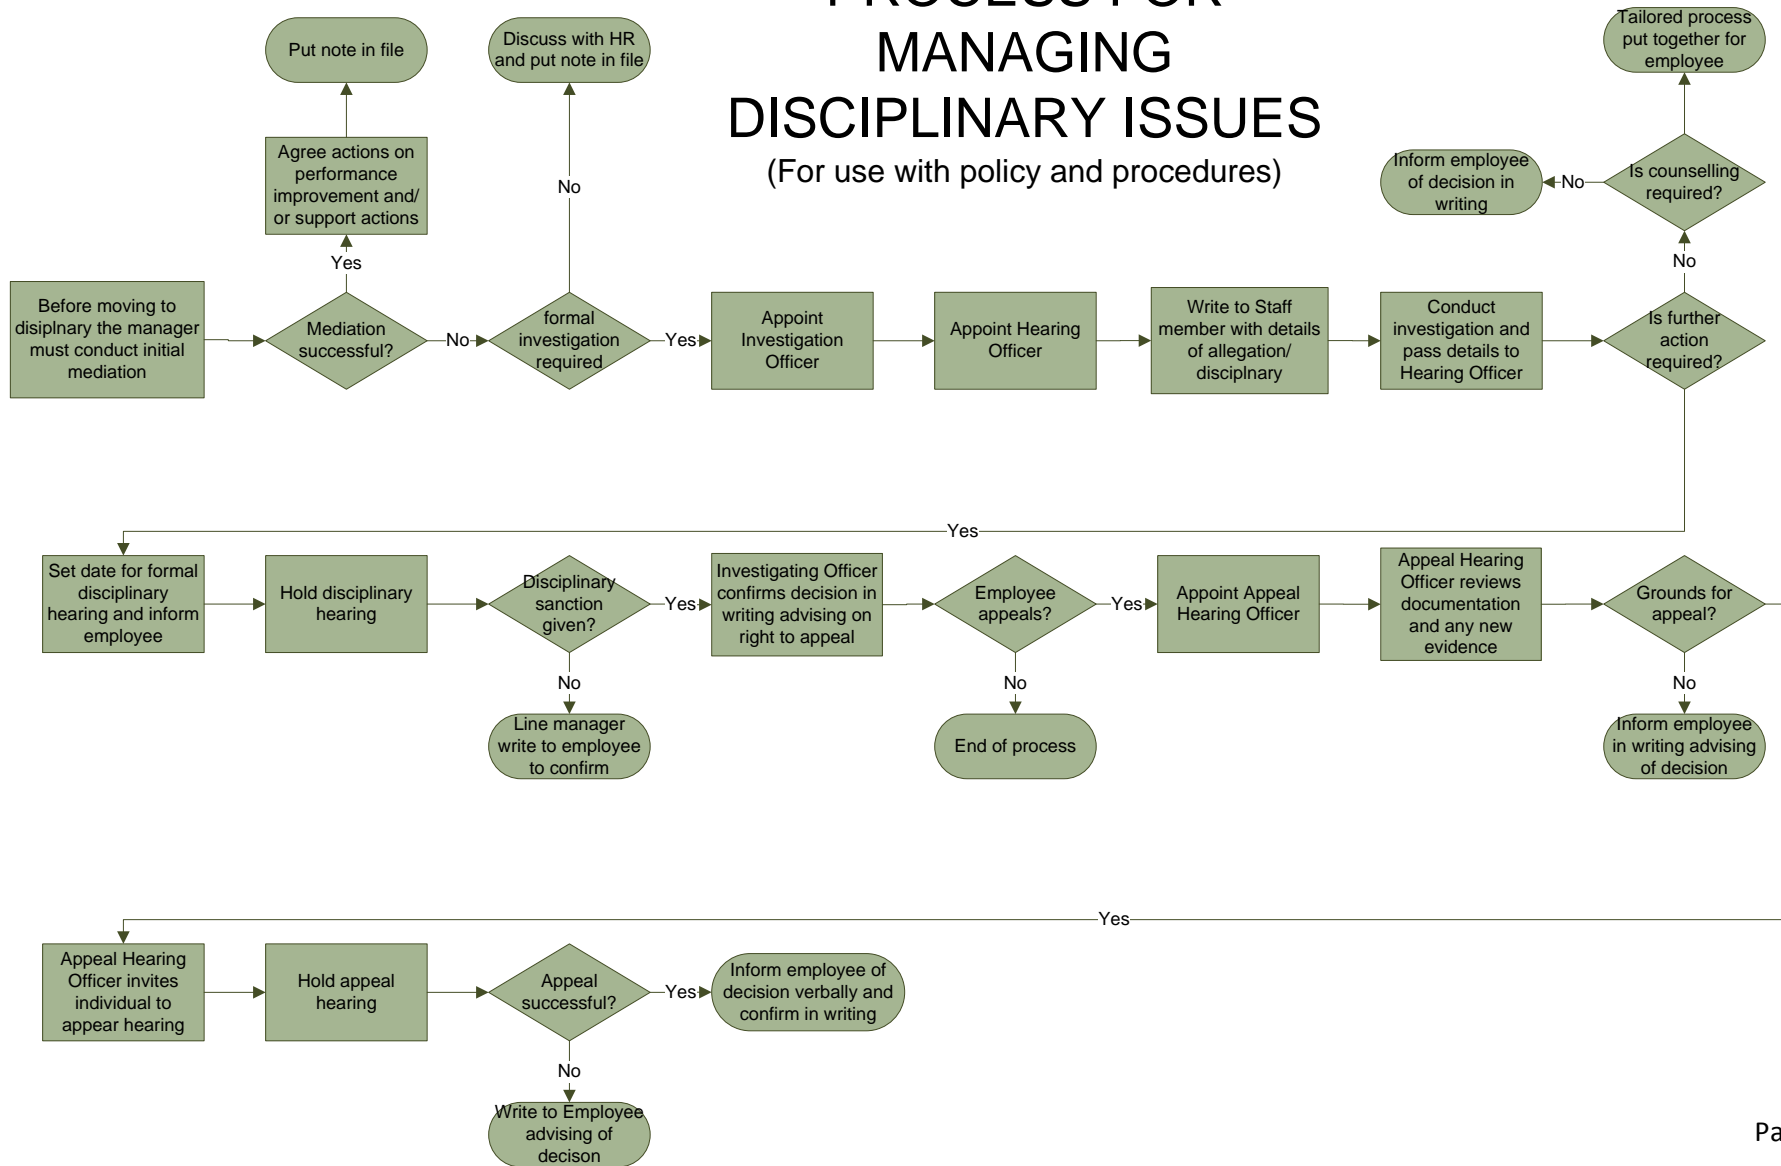 PROCESS FOR
MANAGING
DISCIPLINARY ISSUES
(For use with policy and procedures)
Put note in file
Discuss with HR
and put note in file
Tailored process
put together for
employee
Agree actions on
performance
improvement and/
or support actions
No
Inform employee
of decision in
writing
No
Is counselling
required?
Yes
No
Before moving to
disiplnary the manager
must conduct initial
mediation
Mediation
successful?
No
formal
investigation
required
Yes
Appoint
Investigation
Officer
Appoint Hearing
Officer
Write to Staff
member with details
of allegation/
disciplnary
Conduct
investigation and
pass details to
Hearing Officer
Is further
action
required?
Yes
Set date for formal
disciplinary
hearing and inform
employee
Hold disciplinary
hearing
Disciplinary
sanction
given?
Yes
Investigating Officer
confirms decision in
writing advising on
right to appeal
Employee
appeals?
Yes
Appoint Appeal
Hearing Officer
Appeal Hearing
Officer reviews
documentation
and any new
evidence
Grounds for
appeal?
No
No
No
Line manager
write to employee
to confirm
End of process
Inform employee
in writing advising
of decision
Yes
Appeal Hearing
Officer invites
individual to
appear hearing
Hold appeal
hearing
Appeal
successful?
Yes
Inform employee of
decision verbally and
confirm in writing
No
Write to Employee
advising of
decison
Pa